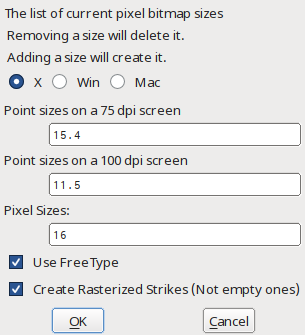 The list of current pixel bitmap sizes
Removing a size will delete it.
Adding a size will create it.
X Win Mac
Point sizes on a 75 dpi screen
15.4
Point sizes on a 100 dpi screen
11.5
Pixel Sizes:
16
Use FreeType
Create Rasterized Strikes (Not empty ones)
OK Cancel